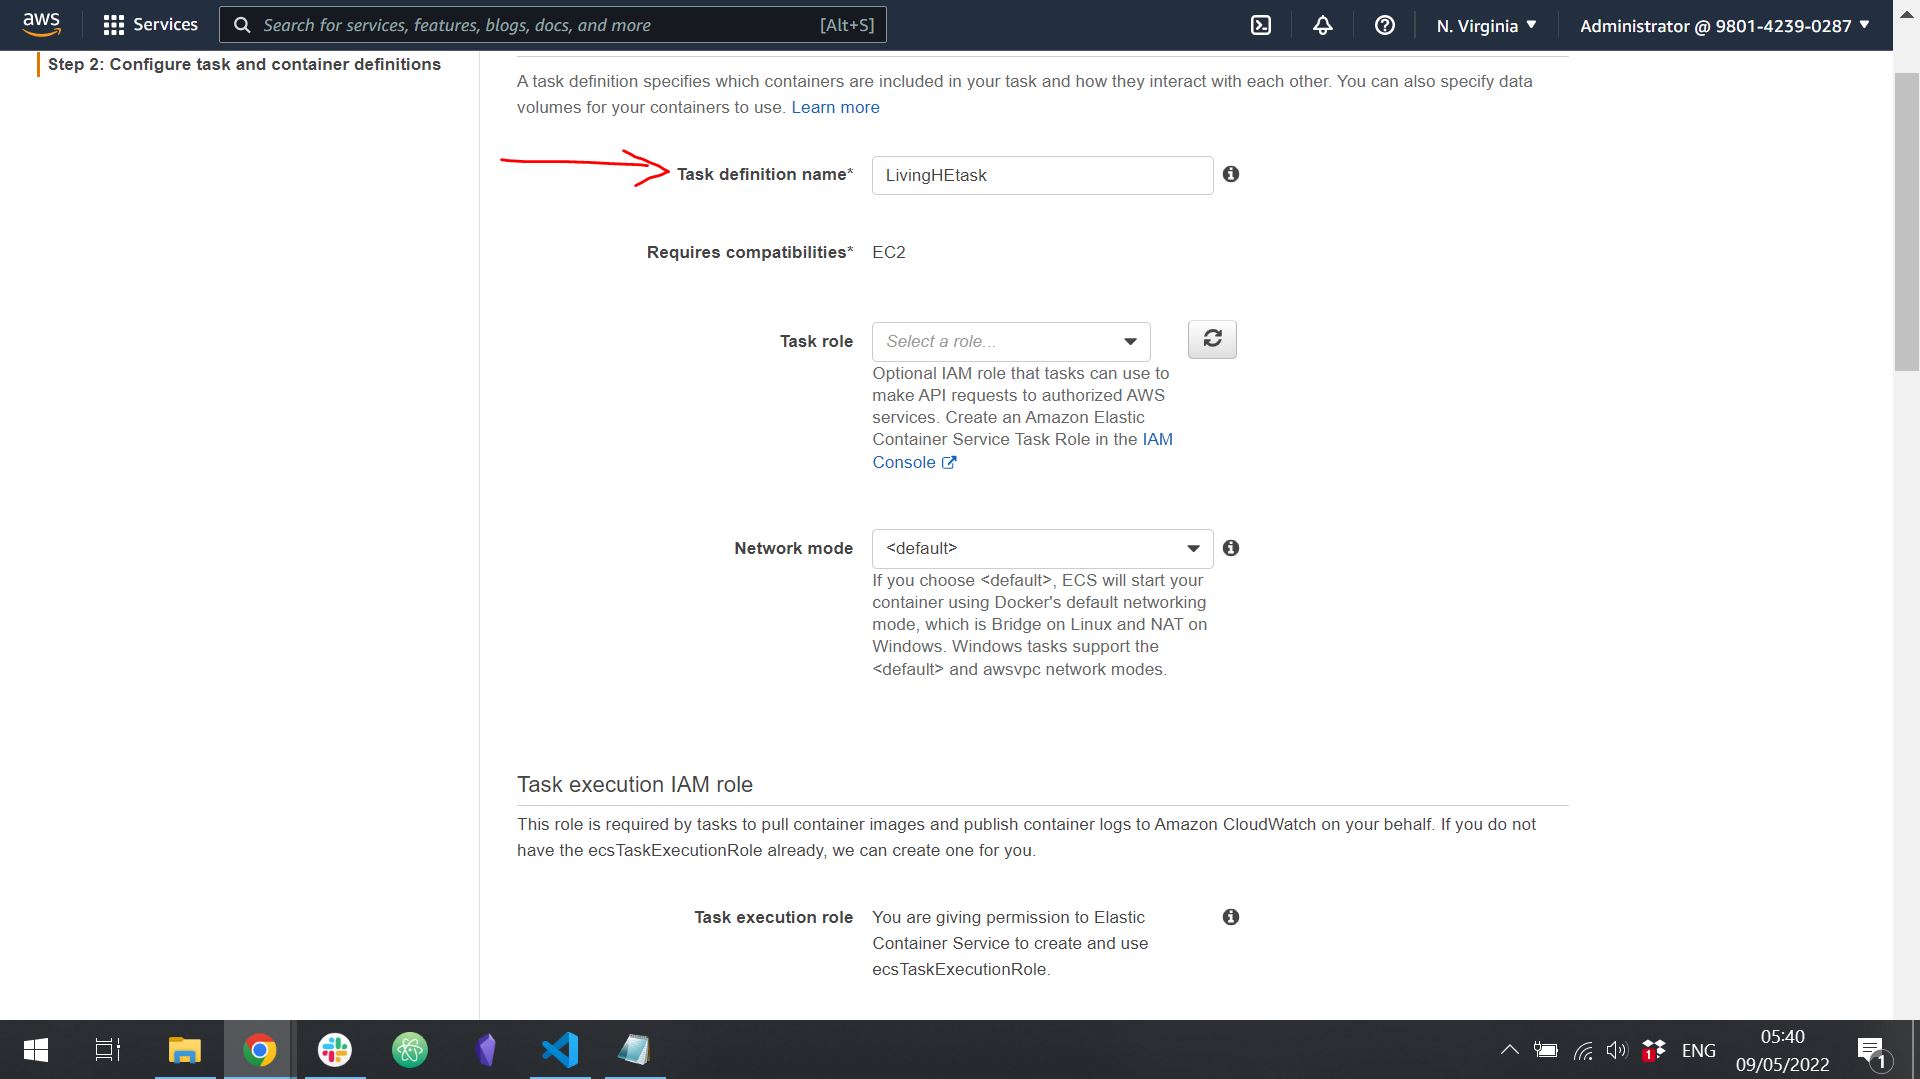 aws
Services
Search for services, features, blogs, docs, and more
[Alt+S]
N. Virginia
Administrator @ 9801-4239-0287
Step 2: Configure task and container definitions
A task definition specifies which containers are included in your task and how they interact with each other. You can also specify data
volumes for your containers to use. Learn more
Task definition name*
LivingHEtask
Requires compatibilities*
EC2
Task role
Select a role...
Optional IAM role that tasks can use to
make API requests to authorized AWS
services. Create an Amazon Elastic
Container Service Task Role in the IAM
Console
Network mode
<default>
If you choose <default>, ECS will start your
container using Docker's default networking
mode, which is Bridge on Linux and NAT on
Windows. Windows tasks support the
<default> and awsvpc network modes.
Task execution IAM role
This role is required by tasks to pull container images and publish container logs to Amazon CloudWatch on your behalf. If you do not
have the ecsTaskExecutionRole already, we can create one for you.
Task execution role
You are giving permission to Elastic
Container Service to create and use
ecsTaskExecutionRole.
1
ENG
05:40
09/05/2022
1